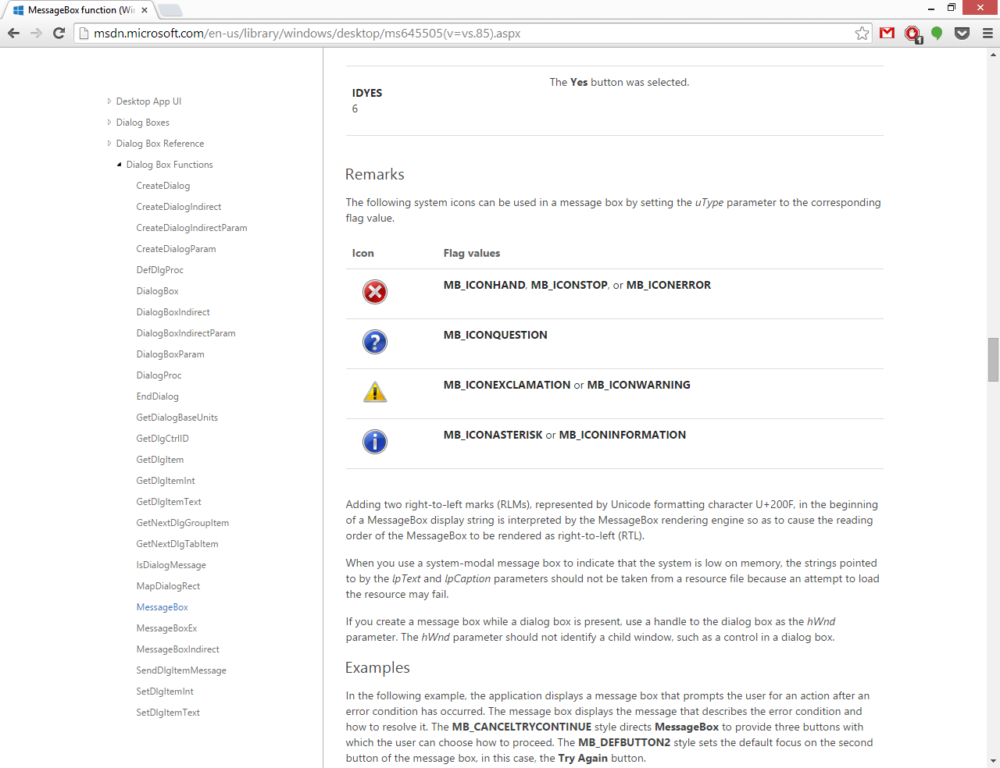 MessageBox function (Wi
msdn.microsoft.com/en-us/library/windows/desktop/ms645505(v=vs.85).aspx
1
Desktop App UI
Dialog Boxes
Dialog Box Reference
Dialog Box Functions
CreateDialog
CreateDialogIndirect
CreateDialogIndirectParam
CreateDialogParam
DefDlgProc
DialogBox
DialogBoxIndirect
DialogBoxIndirectParam
DialogBoxParam
DialogProc
EndDialog
GetDialogBaseUnits
GetDlgCtrlID
GetDlgItem
GetDlgItemInt
GetDlgItemText
GetNextDlgGroupItem
GetNextDlgTabItem
IsDialogMessage
MapDialogRect
MessageBox
MessageBoxEx
MessageBoxIndirect
SendDlgItemMessage
SetDlgItemInt
SetDlgItemText
The Yes button was selected.
IDYES
6
Remarks
The following system icons can be used in a message box by setting the uType parameter to the corresponding
flag value.
Icon Flag values
MB_ICONHAND, MB_ICONSTOP, or MB_ICONERROR
MB_ICONQUESTION
MB_ICONEXCLAMATION or MB_ICONWARNING
MB_ICONASTERISK or MB_ICONINFORMATION
Adding two right-to-left marks (RLMs), represented by Unicode formatting character U+200F, in the beginning
of a MessageBox display string is interpreted by the MessageBox rendering engine so as to cause the reading
order of the MessageBox to be rendered as right-to-left (RTL).
When you use a system-modal message box to indicate that the system is low on memory, the strings pointed
to by the lpText and lpCaption parameters should not be taken from a resource file because an attempt to load
the resource may fail.
If you create a message box while a dialog box is present, use a handle to the dialog box as the hWnd
parameter. The hWnd parameter should not identify a child window, such as a control in a dialog box.
Examples
In the following example, the application displays a message box that prompts the user for an action after an
error condition has occurred. The message box displays the message that describes the error condition and
how to resolve it. The MB_CANCELTRYCONTINUE style directs MessageBox to provide three buttons with
which the user can choose how to proceed. The MB_DEFBUTTON2 style sets the default focus on the second
button of the message box, in this case, the Try Again button.